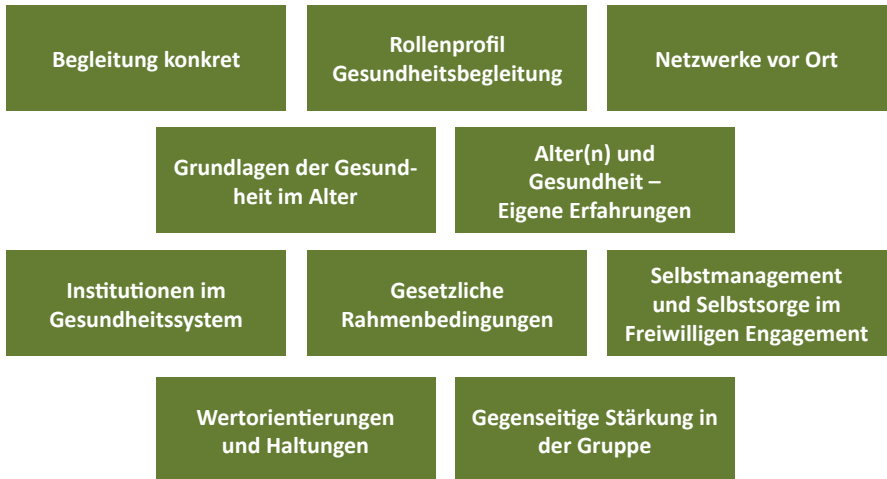 Begleitung konkret
Rollenprofil
Gesundheitsbegleitung
Netzwerke vor Ort
Grundlagen der Gesund-
heit im Alter
Alter(n) und
Gesundheit –
Eigene Erfahrungen
Institutionen im
Gesundheitssystem
Gesetzliche
Rahmenbedingungen
Selbstmanagement
und Selbstsorge im
Freiwilligen Engagement
Wertorientierungen
und Haltungen
Gegenseitige Stärkung in
der Gruppe